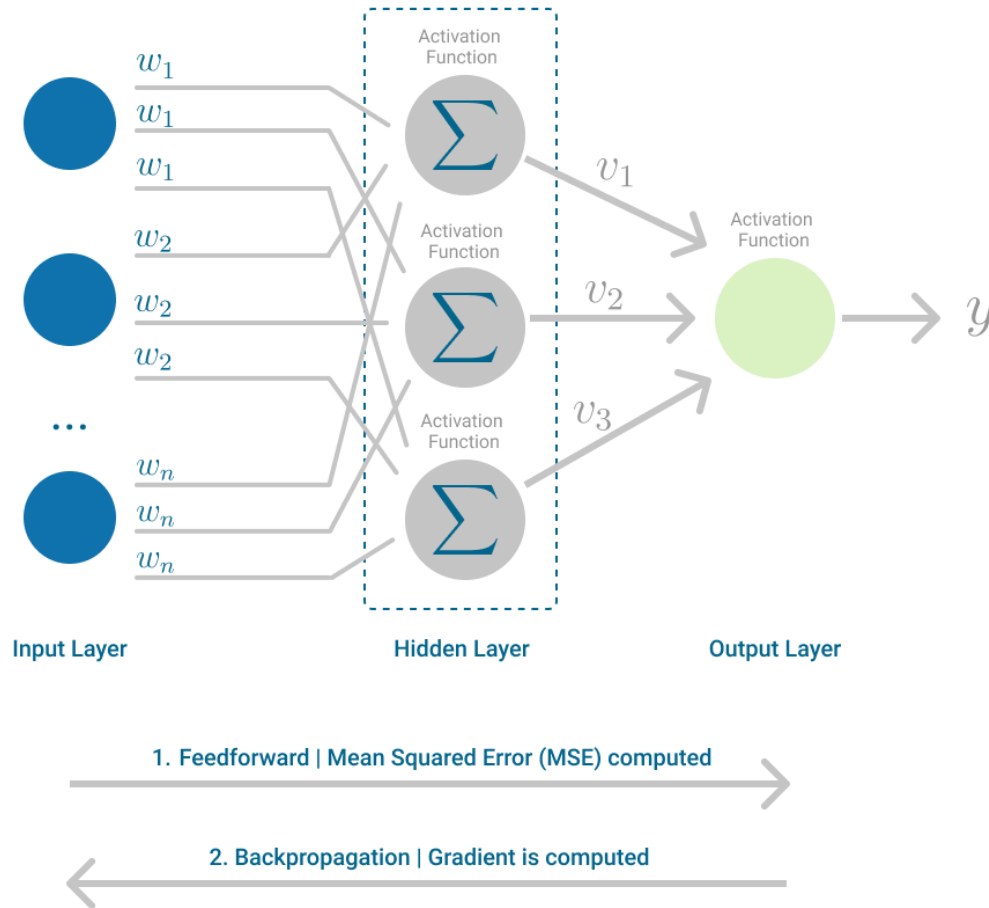 Activation
Function
w₁
w₁
w₁
∑
v₁
Activation
Function
w₂
Activation
Function
∑
w₂
v₂
y
w₂
v₃
...
Activation
Function
∑
wₙ
wₙ
wₙ
Input Layer
Hidden Layer
Output Layer
1. Feedforward | Mean Squared Error (MSE) computed
2. Backpropagation | Gradient is computed